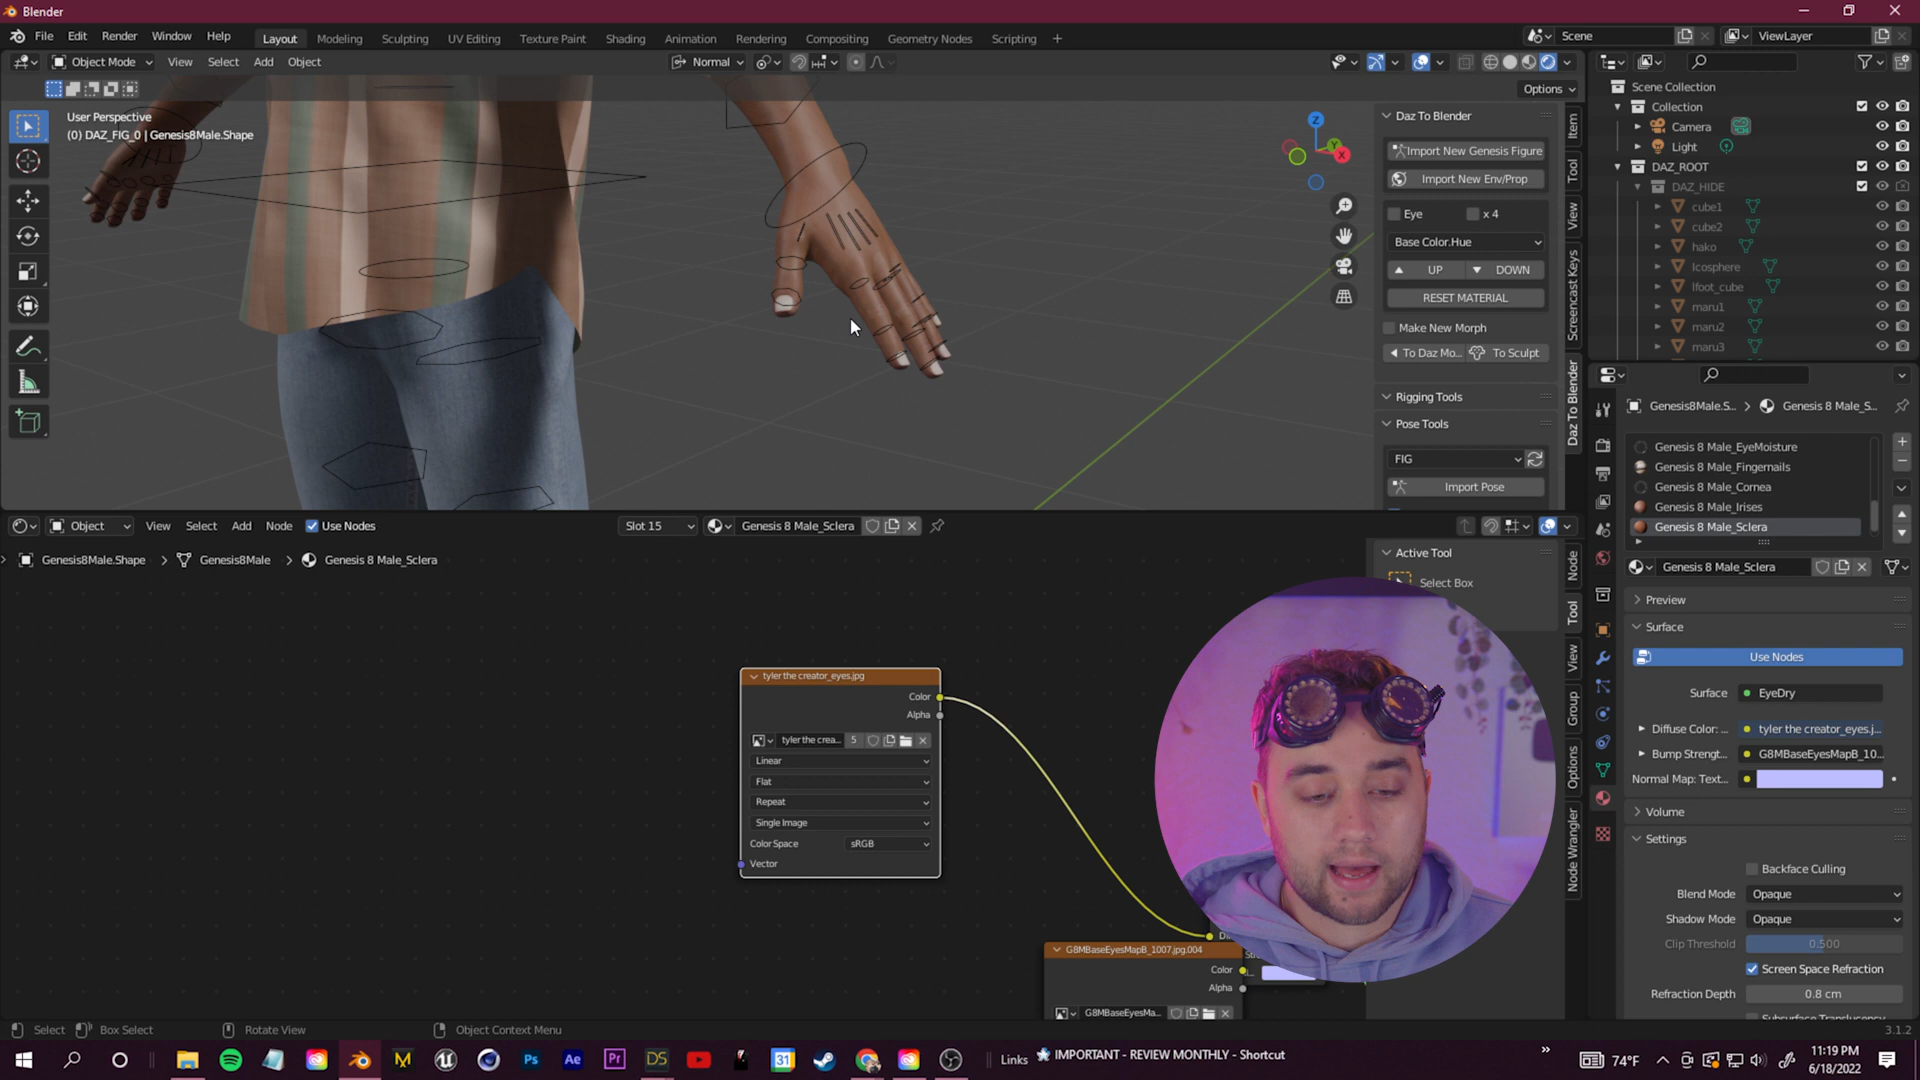 Blender
File Edit Render Window Help
Layout Modeling Sculpting UV Editing Texture Paint Shading Animation Rendering Compositing Geometry Nodes Scripting +
Scene
ViewLayer
Object Mode View Select Add Object
Normal
Options
User Perspective
(0) DAZ_FIG_0 | Genesis8Male.Shape
Z
Y
X
Daz To Blender
Import New Genesis Figure
Import New Env/Prop
Eye x 4
Base Color.Hue
UP DOWN
RESET MATERIAL
Make New Morph
To Daz Mo... To Sculpt
Rigging Tools
Pose Tools
FIG
Import Pose
Item
Tool
View
Screencast Keys
Daz To Blender
Scene Collection
Collection
Camera
Light
DAZ_ROOT
DAZ_HIDE
cube1
cube2
hako
Icosphere
lfoot_cube
maru1
maru2
maru3
Genesis8Male.S... > Genesis 8 Male_S...
Genesis 8 Male_EyeMoisture
Genesis 8 Male_Fingernails
Genesis 8 Male_Cornea
Genesis 8 Male_Irises
Genesis 8 Male_Sclera
Genesis 8 Male_Sclera
Preview
Surface
Use Nodes
Surface EyeDry
Diffuse Color: ... tyler the creator_eyes.j...
Bump Strengt... G8MBaseEyesMapB_10...
Normal Map: Text...
Volume
Settings
Backface Culling
Blend Mode Opaque
Shadow Mode Opaque
Clip Threshold 0.500
Screen Space Refraction
Refraction Depth 0.8 cm
Subsurface Translucency
3.1.2
Object View Select Add Node Use Nodes
Slot 15
Genesis 8 Male_Sclera
Genesis8Male.Shape > Genesis8Male > Genesis 8 Male_Sclera
Active Tool
Select Box
Node
Tool
View
Group
Options
Node Wrangler
tyler the creator_eyes.jpg
Color
Alpha
tyler the crea... 5
Linear
Flat
Repeat
Single Image
Color Space sRGB
Vector
G8MBaseEyesMapB_1007.jpg.004
Color
Alpha
G8MBaseEyesMa...
Select Box Select Rotate View Object Context Menu
Ps Ae Pr DS 31
Links IMPORTANT - REVIEW MONTHLY - Shortcut
74°F
11:19 PM
6/18/2022